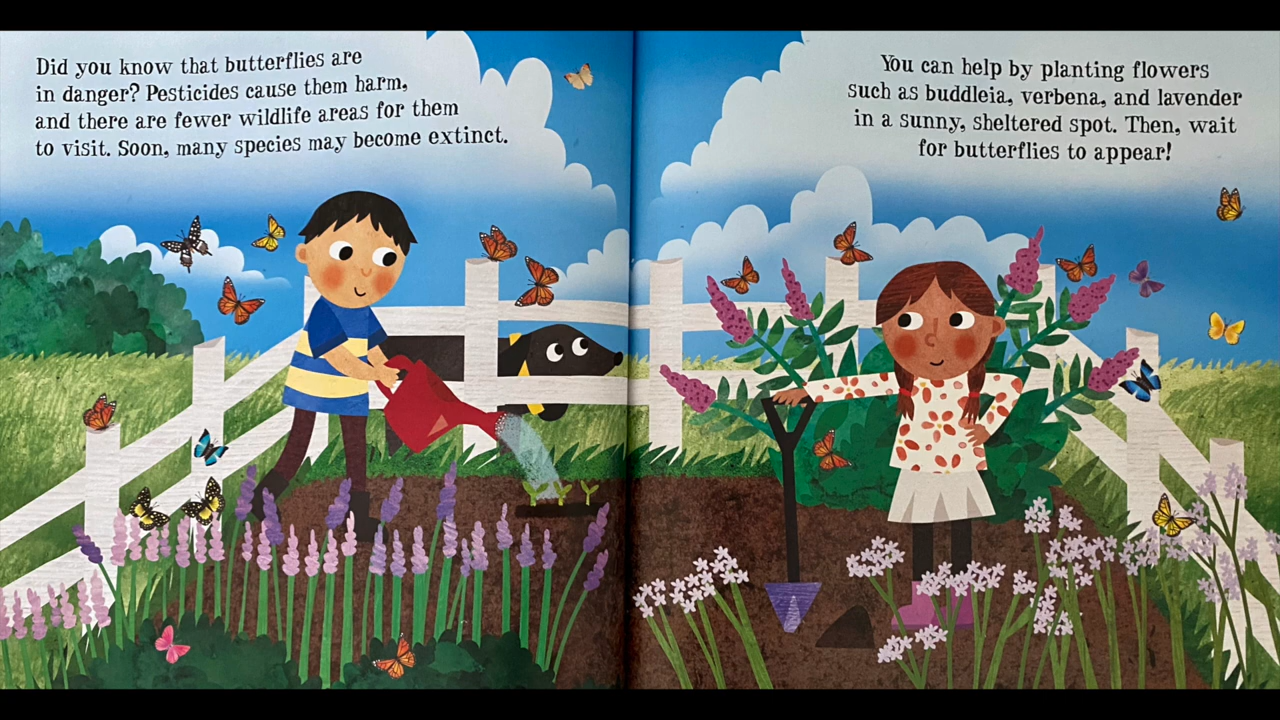 Did you know that butterflies are
in danger? Pesticides cause them harm,
and there are fewer wildlife areas for them
to visit. Soon, many species may become extinct.
You can help by planting flowers
such as buddleia, verbena, and lavender
in a sunny, sheltered spot. Then, wait
for butterflies to appear!